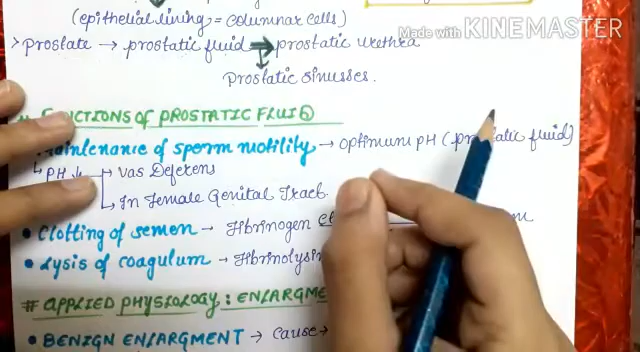 (epithelial lining = columnar cells)
Made with KINEMASTER
> Prostate → prostatic fluid ⇒ prostatic urethra
Prostatic sinusses.
# FUNCTIONS OF PROSTATIC FLUID
Maintenance of sperm motility → optimum pH (prostatic fluid)
↳ pH ↓ → Vas Deferens
↳ In Female Genital Tract.
• Clotting of semen → Fibrinogen
• Lysis of coagulum → Fibrinolysin
# APPLIED PHYSIOLOGY: ENLARGME
• BENIGN ENLARGMENT → cause →